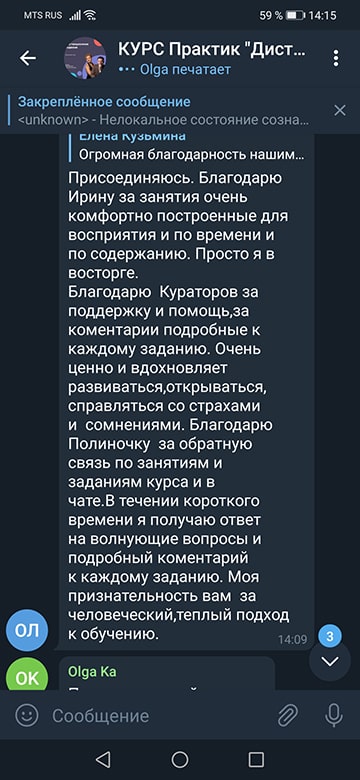 MTS RUS 59 % 14:15
КУРС Практик "Дист...
Olga печатает
Закреплённое сообщение
<unknown> - Нелокальное состояние созна...
Елена Кузьмина
Огромная благодарность нашим...
Присоединяюсь. Благодарю
Ирину за занятия очень
комфортно построенные для
восприятия и по времени и
по содержанию. Просто я в
восторге.
Благодарю Кураторов за
поддержку и помощь,за
коментарии подробные к
каждому заданию. Очень
ценно и вдохновляет
развиваться,открываться,
справляться со страхами
и сомнениями. Благодарю
Полиночку за обратную
связь по занятиям и
заданиям курса и в
чате.В течении короткого
времени я получаю ответ
на волнующие вопросы и
подробный коментарий
к каждому заданию. Моя
признательность вам за
человеческий,теплый подход
к обучению.
14:09
ОЛ
3
OK
Olga Ka
Сообщение